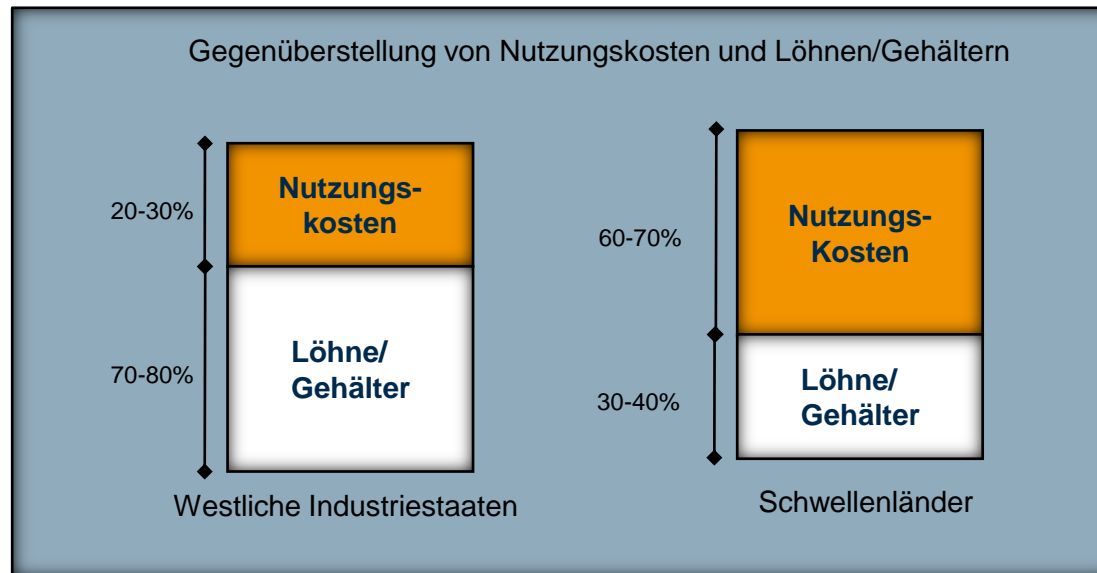 Gegenüberstellung von Nutzungskosten und Löhnen/Gehältern
20-30%
Nutzungs-
kosten
70-80%
Löhne/
Gehälter
Westliche Industriestaaten
60-70%
Nutzungs-
Kosten
30-40%
Löhne/
Gehälter
Schwellenländer